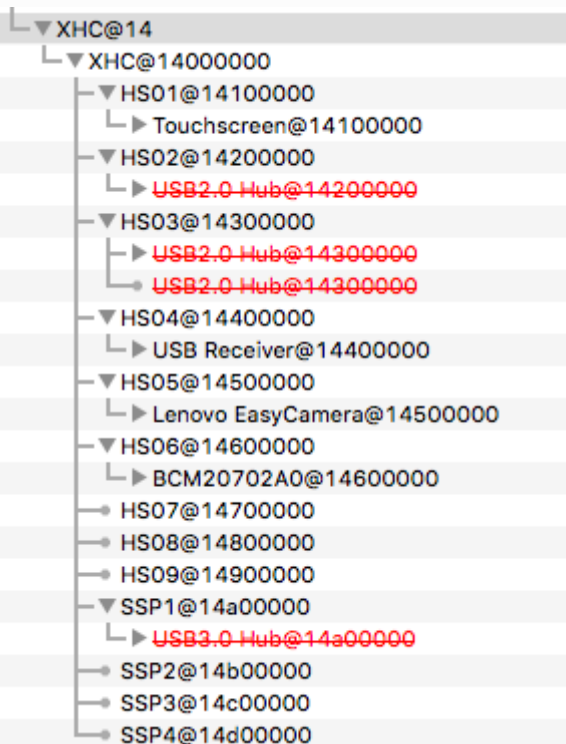 XHC@14
XHC@14000000
HS01@14100000
Touchscreen@14100000
HS02@14200000
USB2.0 Hub@14200000
HS03@14300000
USB2.0 Hub@14300000
USB2.0 Hub@14300000
HS04@14400000
USB Receiver@14400000
HS05@14500000
Lenovo EasyCamera@14500000
HS06@14600000
BCM20702A0@14600000
HS07@14700000
HS08@14800000
HS09@14900000
SSP1@14a00000
USB3.0 Hub@14a00000
SSP2@14b00000
SSP3@14c00000
SSP4@14d00000